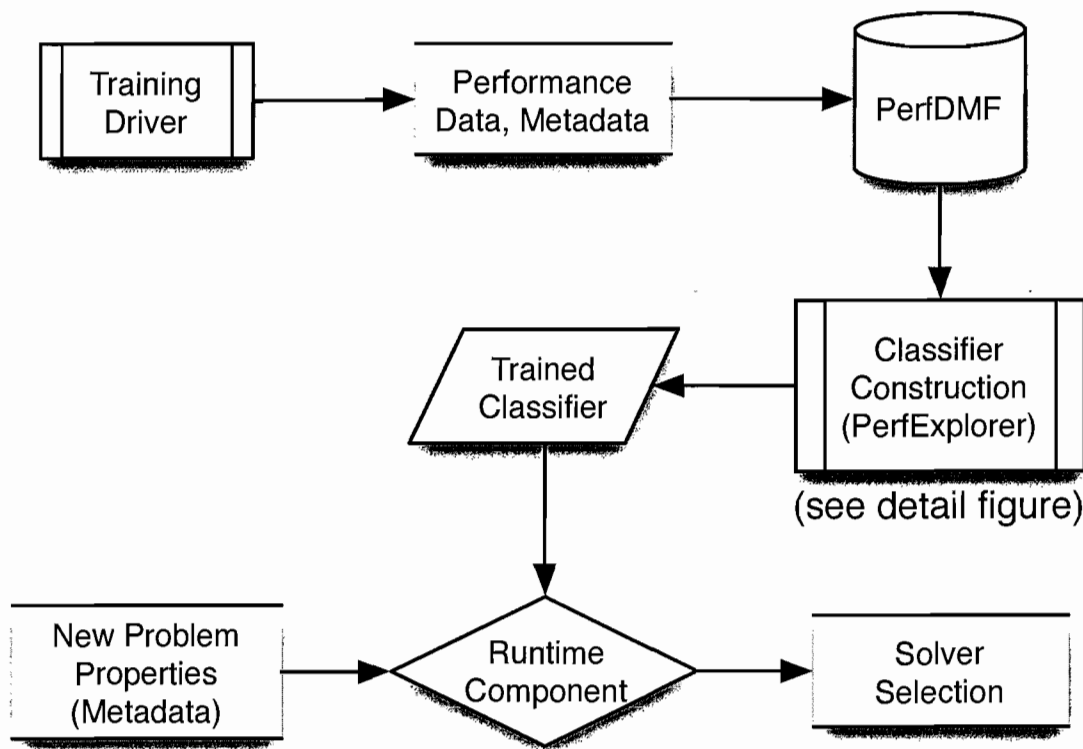 Training
Driver
Performance
Data, Metadata
PerfDMF
Classifier
Construction
(PerfExplorer)
(see detail figure)
Trained
Classifier
New Problem
Properties
(Metadata)
Runtime
Component
Solver
Selection